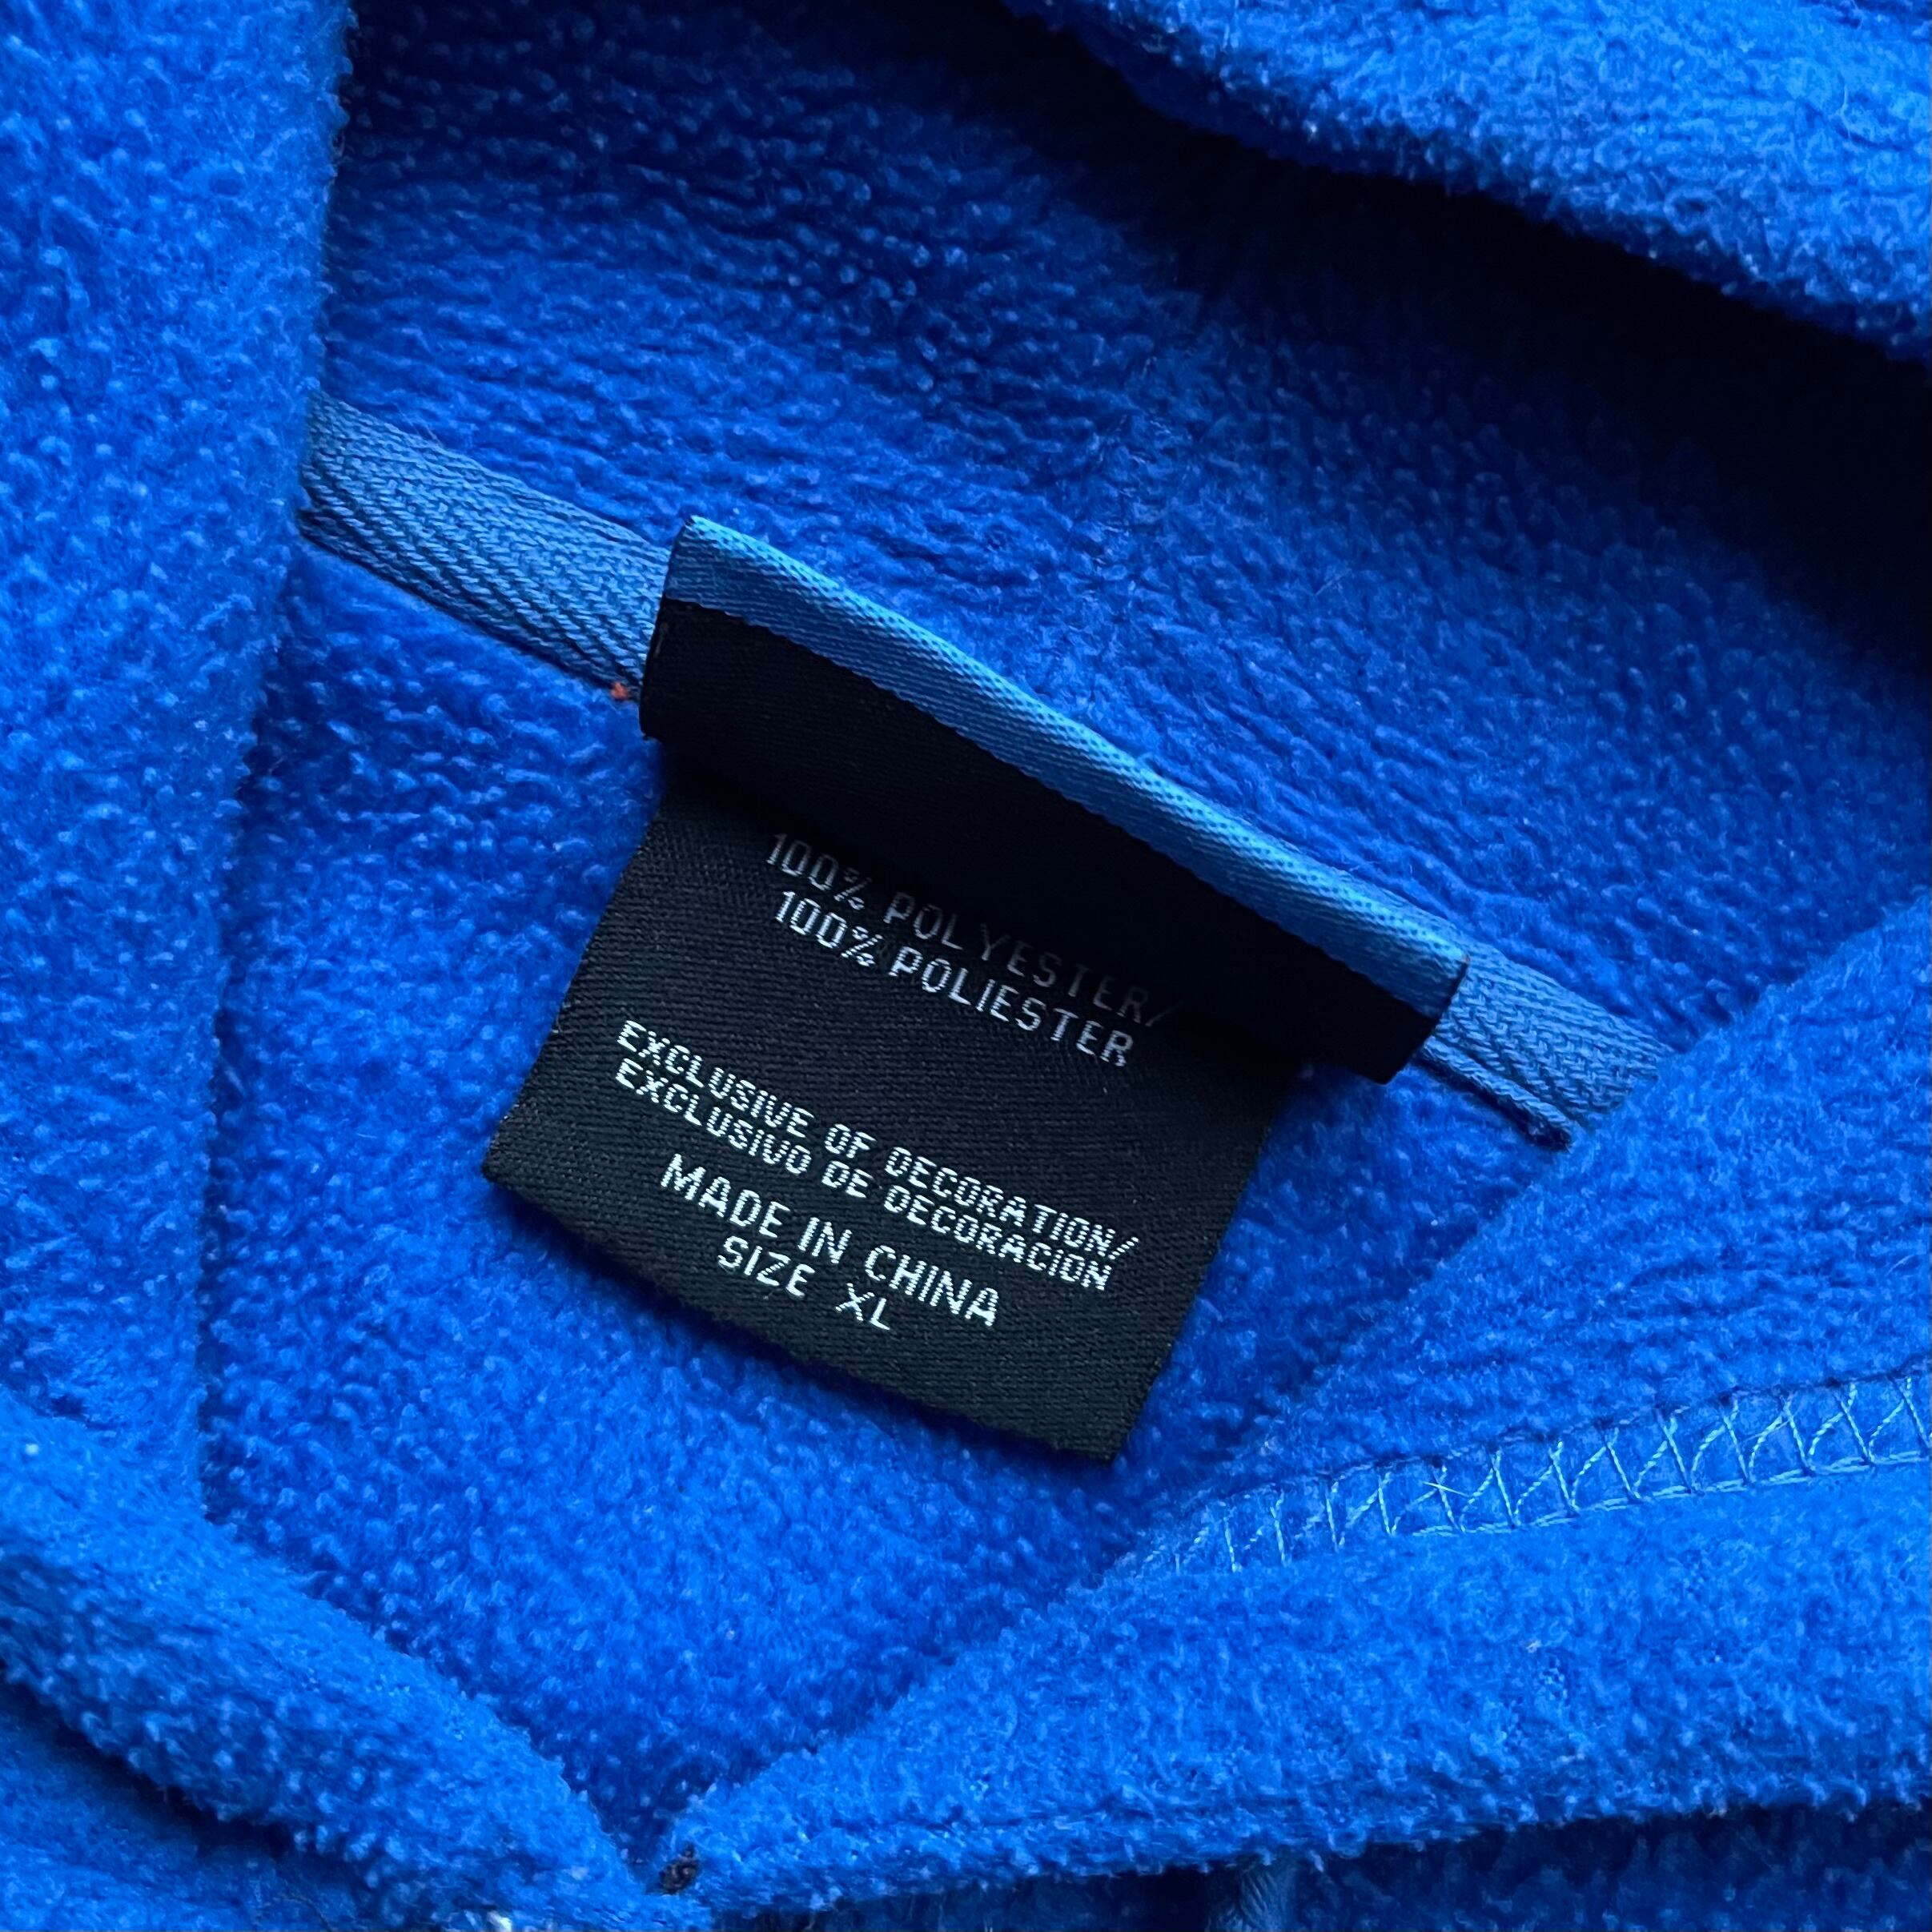 100% POLYESTER/
100% POLIESTER
EXCLUSIVE OF DECORATION/
EXCLUSIVO DE DECORACION
MADE IN CHINA
SIZE XL